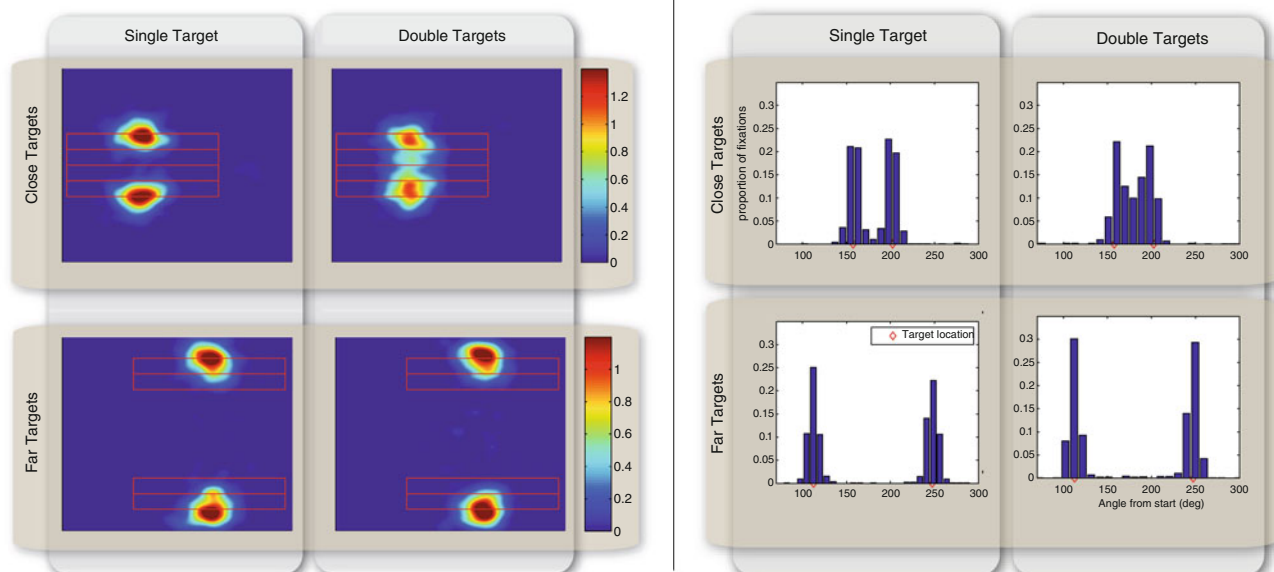 Single Target
Double Targets
Close Targets
1.2
1
0.8
0.6
0.4
0.2
0
Far Targets
1
0.8
0.6
0.4
0.2
0
Single Target
Double Targets
Close Targets
proportion of fixations
0.3
0.25
0.2
0.15
0.1
0.05
0
100 150 200 250 300
0.3
0.25
0.2
0.15
0.1
0.05
0
100 150 200 250 300
Far Targets
Target location
0.3
0.25
0.2
0.15
0.1
0.05
0
100 150 200 250 300
0.3
0.25
0.2
0.15
0.1
0.05
0
100 150 200 250 300
Angle from start (deg)